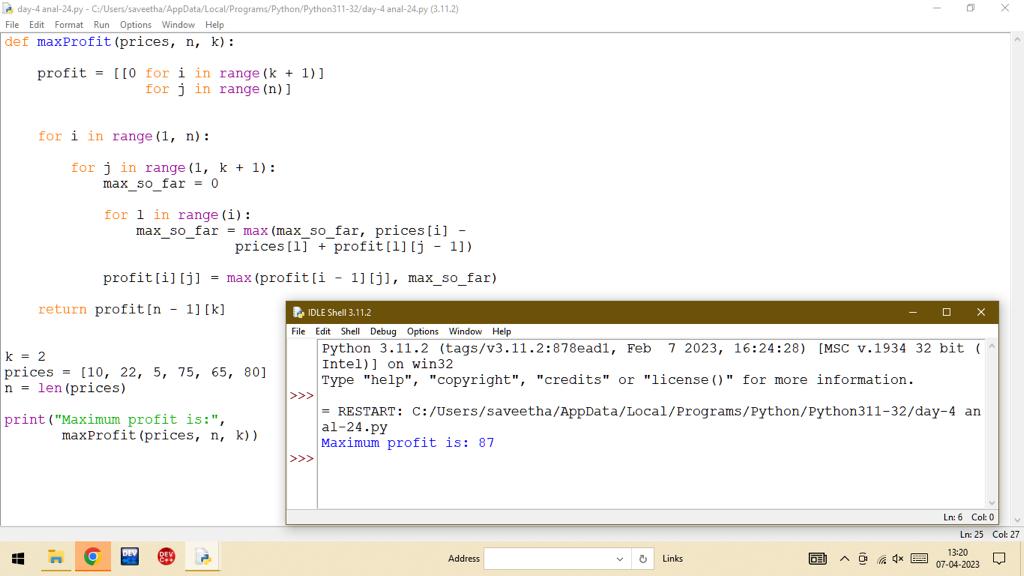 day-4 anal-24.py - C:/Users/saveetha/AppData/Local/Programs/Python/Python311-32/day-4 anal-24.py (3.11.2)
File Edit Format Run Options Window Help
def maxProfit(prices, n, k):
    profit = [[0 for i in range(k + 1)]
                 for j in range(n)]
    for i in range(1, n):
        for j in range(1, k + 1):
            max_so_far = 0
            for l in range(i):
                max_so_far = max(max_so_far, prices[i] -
                            prices[l] + profit[l][j - 1])
            profit[i][j] = max(profit[i - 1][j], max_so_far)
    return profit[n - 1][k]
k = 2
prices = [10, 22, 5, 75, 65, 80]
n = len(prices)
print("Maximum profit is:",
       maxProfit(prices, n, k))
IDLE Shell 3.11.2
File Edit Shell Debug Options Window Help
Python 3.11.2 (tags/v3.11.2:878ead1, Feb  7 2023, 16:24:28) [MSC v.1934 32 bit (
Intel)] on win32
Type "help", "copyright", "credits" or "license()" for more information.
>>>
= RESTART: C:/Users/saveetha/AppData/Local/Programs/Python/Python311-32/day-4 an
al-24.py
Maximum profit is: 87
>>>
Ln: 6 Col: 0
Ln: 25 Col: 27
DEV
DEV C++
Address
Links
13:20
07-04-2023